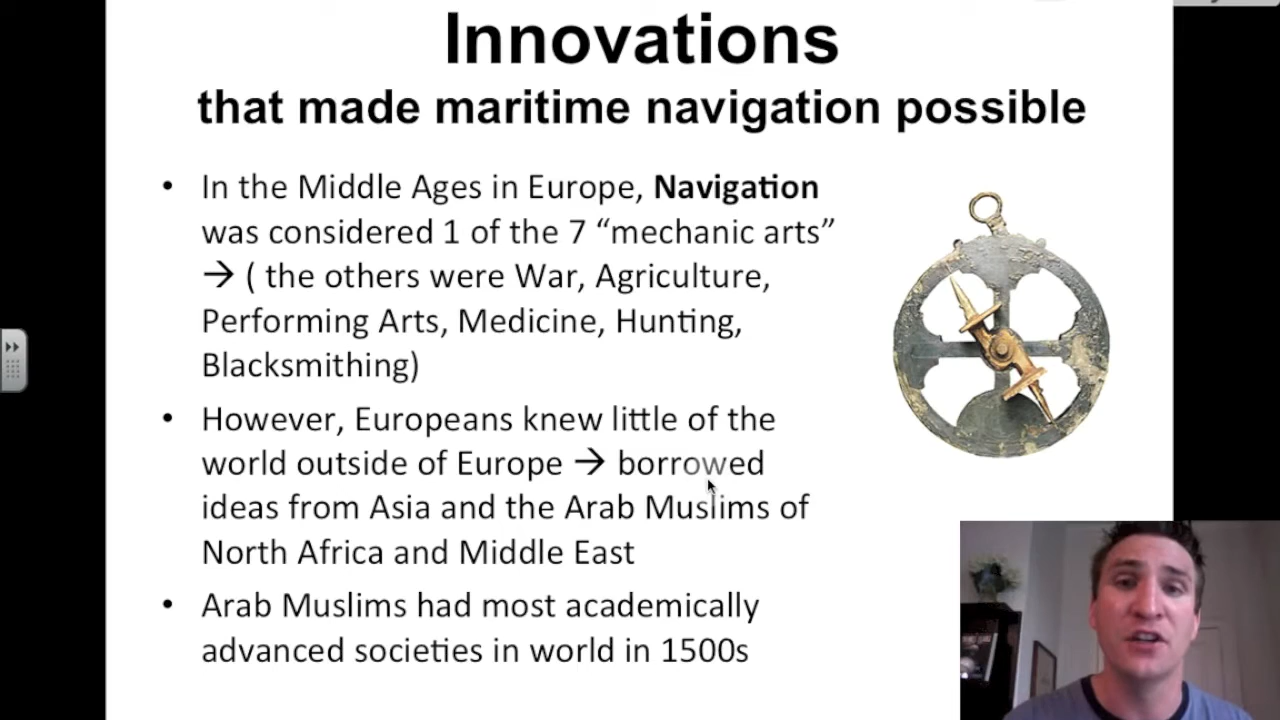 Innovations
that made maritime navigation possible
• In the Middle Ages in Europe, Navigation
was considered 1 of the 7 “mechanic arts”
→ ( the others were War, Agriculture,
Performing Arts, Medicine, Hunting,
Blacksmithing)
• However, Europeans knew little of the
world outside of Europe → borrowed
ideas from Asia and the Arab Muslims of
North Africa and Middle East
• Arab Muslims had most academically
advanced societies in world in 1500s